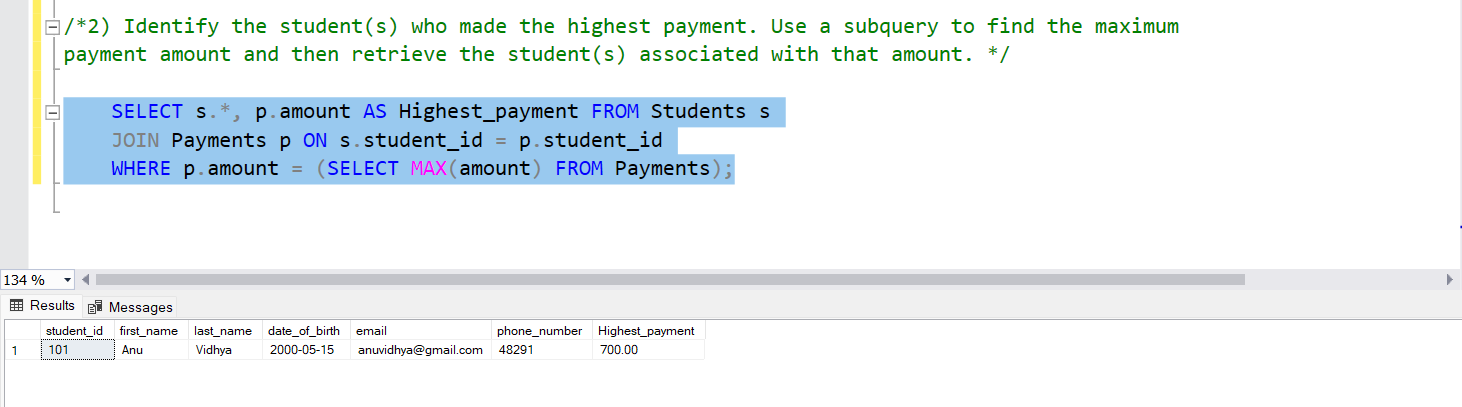 /*2) Identify the student(s) who made the highest payment. Use a subquery to find the maximum
payment amount and then retrieve the student(s) associated with that amount. */
SELECT s.*, p.amount AS Highest_payment FROM Students s
JOIN Payments p ON s.student_id = p.student_id
WHERE p.amount = (SELECT MAX(amount) FROM Payments);
134 %
Results Messages
student_id first_name last_name date_of_birth email phone_number Highest_payment
1 101 Anu Vidhya 2000-05-15 anuvidhya@gmail.com 48291 700.00